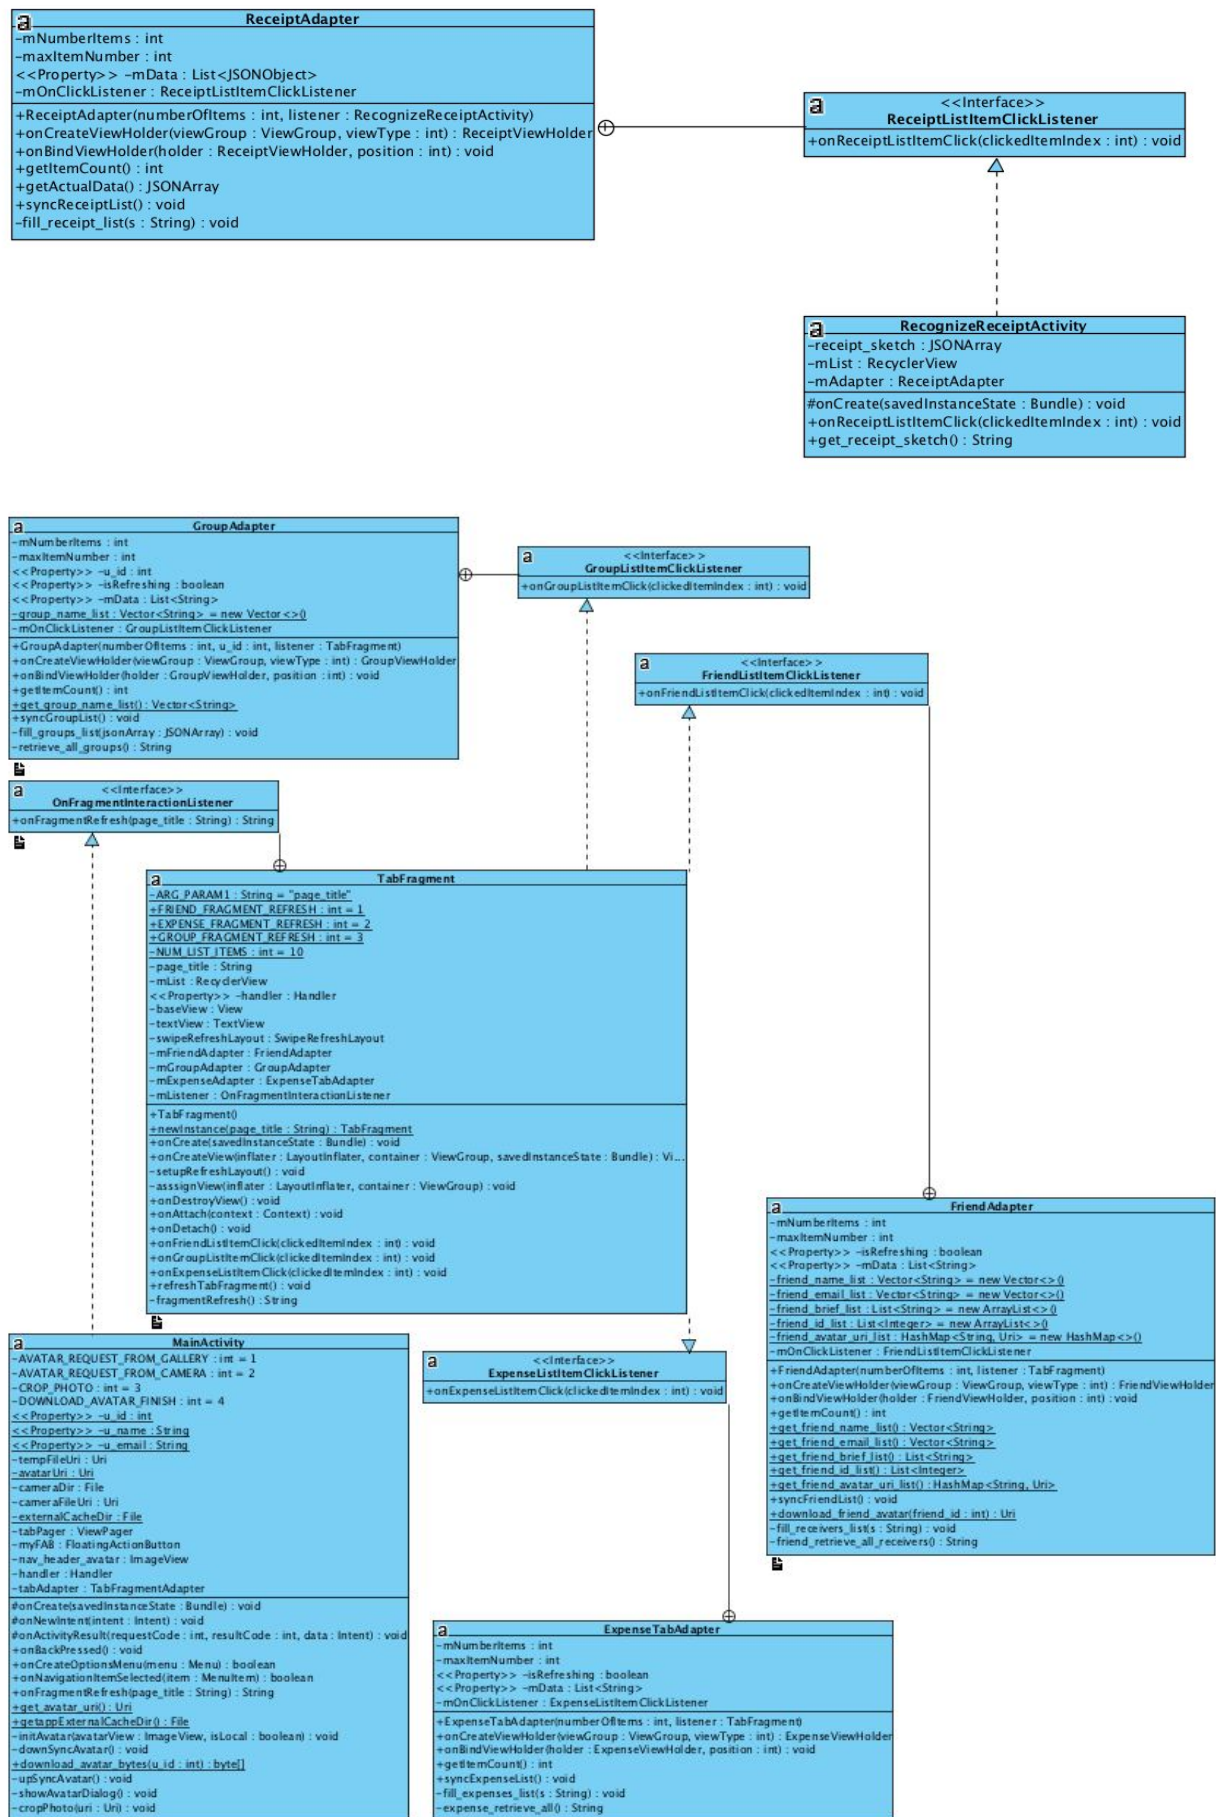 a
ReceiptAdapter
-mNumberItems : int
-maxItemNumber : int
<<Property>> -mData : List<JSONObject>
-mOnClickListener : ReceiptListItemClickListener
+ReceiptAdapter(numberOfItems : int, listener : RecognizeReceiptActivity)
+onCreateViewHolder(viewGroup : ViewGroup, viewType : int) : ReceiptViewHolder
+onBindViewHolder(holder : ReceiptViewHolder, position : int) : void
+getItemCount() : int
+getActualData() : JSONArray
+syncReceiptList() : void
-fill_receipt_list(s : String) : void
a
<<Interface>>
ReceiptListItemClickListener
+onReceiptListItemClick(clickedItemIndex : int) : void
a
RecognizeReceiptActivity
-receipt_sketch : JSONArray
-mList : RecyclerView
-mAdapter : ReceiptAdapter
#onCreate(savedInstanceState : Bundle) : void
+onReceiptListItemClick(clickedItemIndex : int) : void
+get_receipt_sketch() : String
a
GroupAdapter
-mNumberItems : int
-maxItemNumber : int
<<Property>> -u_id : int
<<Property>> -isRefreshing : boolean
<<Property>> -mData : List<String>
-group_name_list : Vector<String> = new Vector<>()
-mOnClickListener : GroupListItemClickListener
+GroupAdapter(numberOfItems : int, u_id : int, listener : TabFragment)
+onCreateViewHolder(viewGroup : ViewGroup, viewType : int) : GroupViewHolder
+onBindViewHolder(holder : GroupViewHolder, position : int) : void
+getItemCount() : int
+get_group_name_list() : Vector<String>
+syncGroupList() : void
-fill_groups_list(jsonArray : JSONArray) : void
-retrieve_all_groups() : String
a
<<Interface>>
GroupListItemClickListener
+onGroupListItemClick(clickedItemIndex : int) : void
a
<<Interface>>
FriendListItemClickListener
+onFriendListItemClick(clickedItemIndex : int) : void
a
<<Interface>>
OnFragmentInteractionListener
+onFragmentRefresh(page_title : String) : String
a
TabFragment
-ARG_PARAM1 : String = "page_title"
+FRIEND_FRAGMENT_REFRESH : int = 1
+EXPENSE_FRAGMENT_REFRESH : int = 2
+GROUP_FRAGMENT_REFRESH : int = 3
-NUM_LIST_ITEMS : int = 10
-page_title : String
-mList : RecyclerView
<<Property>> -handler : Handler
-baseView : View
-textView : TextView
-swipeRefreshLayout : SwipeRefreshLayout
-mFriendAdapter : FriendAdapter
-mGroupAdapter : GroupAdapter
-mExpenseAdapter : ExpenseTabAdapter
-mListener : OnFragmentInteractionListener
+TabFragment()
+newInstance(page_title : String) : TabFragment
+onCreate(savedInstanceState : Bundle) : void
+onCreateView(inflater : LayoutInflater, container : ViewGroup, savedInstanceState : Bundle) : Vi...
-setupRefreshLayout() : void
-asssignView(inflater : LayoutInflater, container : ViewGroup) : void
+onDestroyView() : void
+onAttach(context : Context) : void
+onDetach() : void
+onFriendListItemClick(clickedItemIndex : int) : void
+onGroupListItemClick(clickedItemIndex : int) : void
+onExpenseListItemClick(clickedItemIndex : int) : void
+refreshTabFragment() : void
-fragmentRefresh() : String
a
FriendAdapter
-mNumberItems : int
-maxItemNumber : int
<<Property>> -isRefreshing : boolean
<<Property>> -mData : List<String>
-friend_name_list : Vector<String> = new Vector<>()
-friend_email_list : Vector<String> = new Vector<>()
-friend_brief_list : List<String> = new ArrayList<>()
-friend_id_list : List<Integer> = new ArrayList<>()
-friend_avatar_uri_list : HashMap<String, Uri> = new HashMap<>()
-mOnClickListener : FriendListItemClickListener
+FriendAdapter(numberOfItems : int, listener : TabFragment)
+onCreateViewHolder(viewGroup : ViewGroup, viewType : int) : FriendViewHolder
+onBindViewHolder(holder : FriendViewHolder, position : int) : void
+getItemCount() : int
+get_friend_name_list() : Vector<String>
+get_friend_email_list() : Vector<String>
+get_friend_brief_list() : List<String>
+get_friend_id_list() : List<Integer>
+get_friend_avatar_uri_list() : HashMap<String, Uri>
+syncFriendList() : void
+download_friend_avatar(friend_id : int) : Uri
-fill_receivers_list(s : String) : void
-friend_retrieve_all_receivers() : String
a
MainActivity
-AVATAR_REQUEST_FROM_GALLERY : int = 1
-AVATAR_REQUEST_FROM_CAMERA : int = 2
-CROP_PHOTO : int = 3
-DOWNLOAD_AVATAR_FINISH : int = 4
<<Property>> -u_id : int
<<Property>> -u_name : String
<<Property>> -u_email : String
-tempFileUri : Uri
-avatarUri : Uri
-cameraDir : File
-cameraFileUri : Uri
-externalCacheDir : File
-tabPager : ViewPager
-myFAB : FloatingActionButton
-nav_header_avatar : ImageView
-handler : Handler
-tabAdapter : TabFragmentAdapter
#onCreate(savedInstanceState : Bundle) : void
#onNewIntent(intent : Intent) : void
#onActivityResult(requestCode : int, resultCode : int, data : Intent) : void
+onBackPressed() : void
+onCreateOptionsMenu(menu : Menu) : boolean
+onNavigationItemSelected(item : MenuItem) : boolean
+onFragmentRefresh(page_title : String) : String
+get_avatar_uri() : Uri
+getappExternalCacheDir() : File
-initAvatar(avatarView : ImageView, isLocal : boolean) : void
-downSyncAvatar() : void
+download_avatar_bytes(u_id : int) : byte[]
-upSyncAvatar() : void
-showAvatarDialog() : void
-cropPhoto(uri : Uri) : void
a
<<Interface>>
ExpenseListItemClickListener
+onExpenseListItemClick(clickedItemIndex : int) : void
a
ExpenseTabAdapter
-mNumberItems : int
-maxItemNumber : int
<<Property>> -isRefreshing : boolean
<<Property>> -mData : List<String>
-mOnClickListener : ExpenseListItemClickListener
+ExpenseTabAdapter(numberOfItems : int, listener : TabFragment)
+onCreateViewHolder(viewGroup : ViewGroup, viewType : int) : ExpenseViewHolder
+onBindViewHolder(holder : ExpenseViewHolder, position : int) : void
+getItemCount() : int
+syncExpenseList() : void
-fill_expenses_list(s : String) : void
-expense_retrieve_all() : String